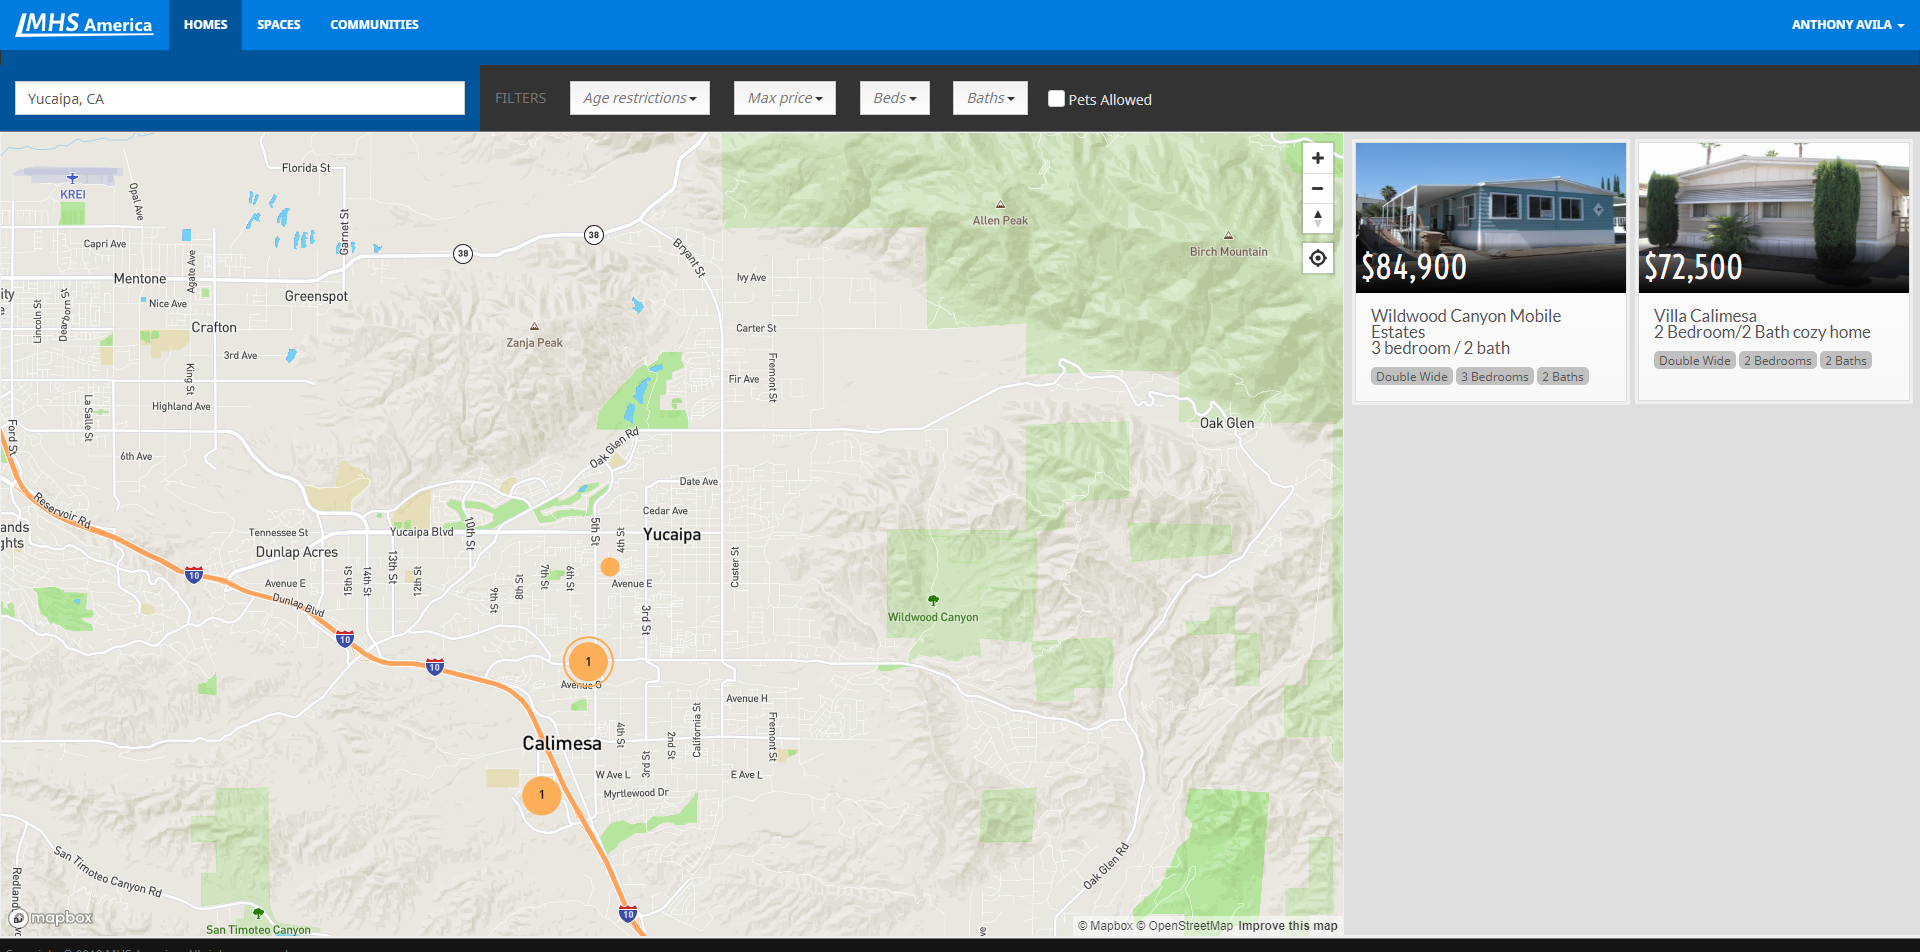 MHS America
HOMES
SPACES
COMMUNITIES
ANTHONY AVILA
Yucaipa, CA
FILTERS
Age restrictions
Max price
Beds
Baths
Pets Allowed
KREI
Opal Ave
Florida St
Garnet St
38
38
Bryant St
Allen Peak
Birch Mountain
Capri Ave
Agate Ave
Mentone
Ivy Ave
Greenspot
Nice Ave
Lincoln St
Dearborn St
Crafton
Carter St
Zanja Peak
3rd Ave
King St
Fremont St
Fir Ave
La Salle St
Highland Ave
Ford St
Oak Glen
Oak Glen Rd
6th Ave
Date Ave
Reservoir Rd
Cedar Ave
Tennessee St
Yucaipa Blvd
10th St
5th St
4th St
Yucaipa
Dunlap Acres
10
Avenue E
15th St
14th St
13th St
12th St
9th St
8th St
7th St
6th St
Avenue E
Custer St
Dunlap Blvd
3rd St
Wildwood Canyon
10
10
1
Avenue G
Avenue H
California St
Fremont St
4th St
2nd St
3rd St
Calimesa
W Ave L
E Ave L
1
Myrtlewood Dr
San Timoteo Canyon Rd
Oak Glen Rd
10
San Timoteo Canyon
mapbox
© Mapbox © OpenStreetMap Improve this map
$84,900
Wildwood Canyon Mobile
Estates
3 bedroom / 2 bath
Double Wide
3 Bedrooms
2 Baths
$72,500
Villa Calimesa
2 Bedroom/2 Bath cozy home
Double Wide
2 Bedrooms
2 Baths